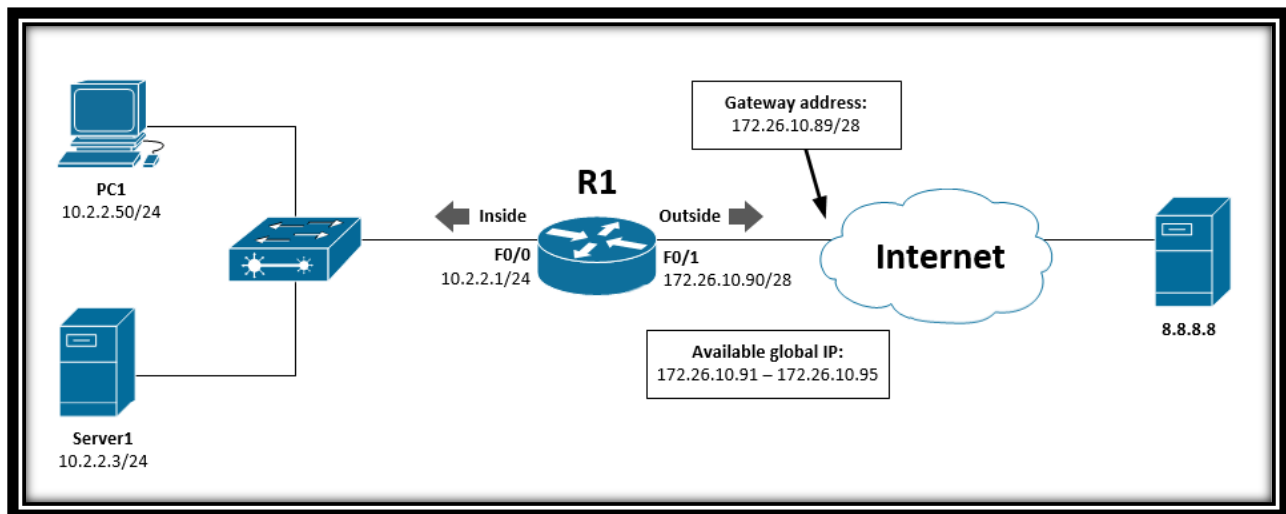 Gateway address:
172.26.10.89/28
R1
PC1
10.2.2.50/24
Inside
Outside
F0/0
10.2.2.1/24
F0/1
172.26.10.90/28
Internet
8.8.8.8
Available global IP:
172.26.10.91 – 172.26.10.95
Server1
10.2.2.3/24